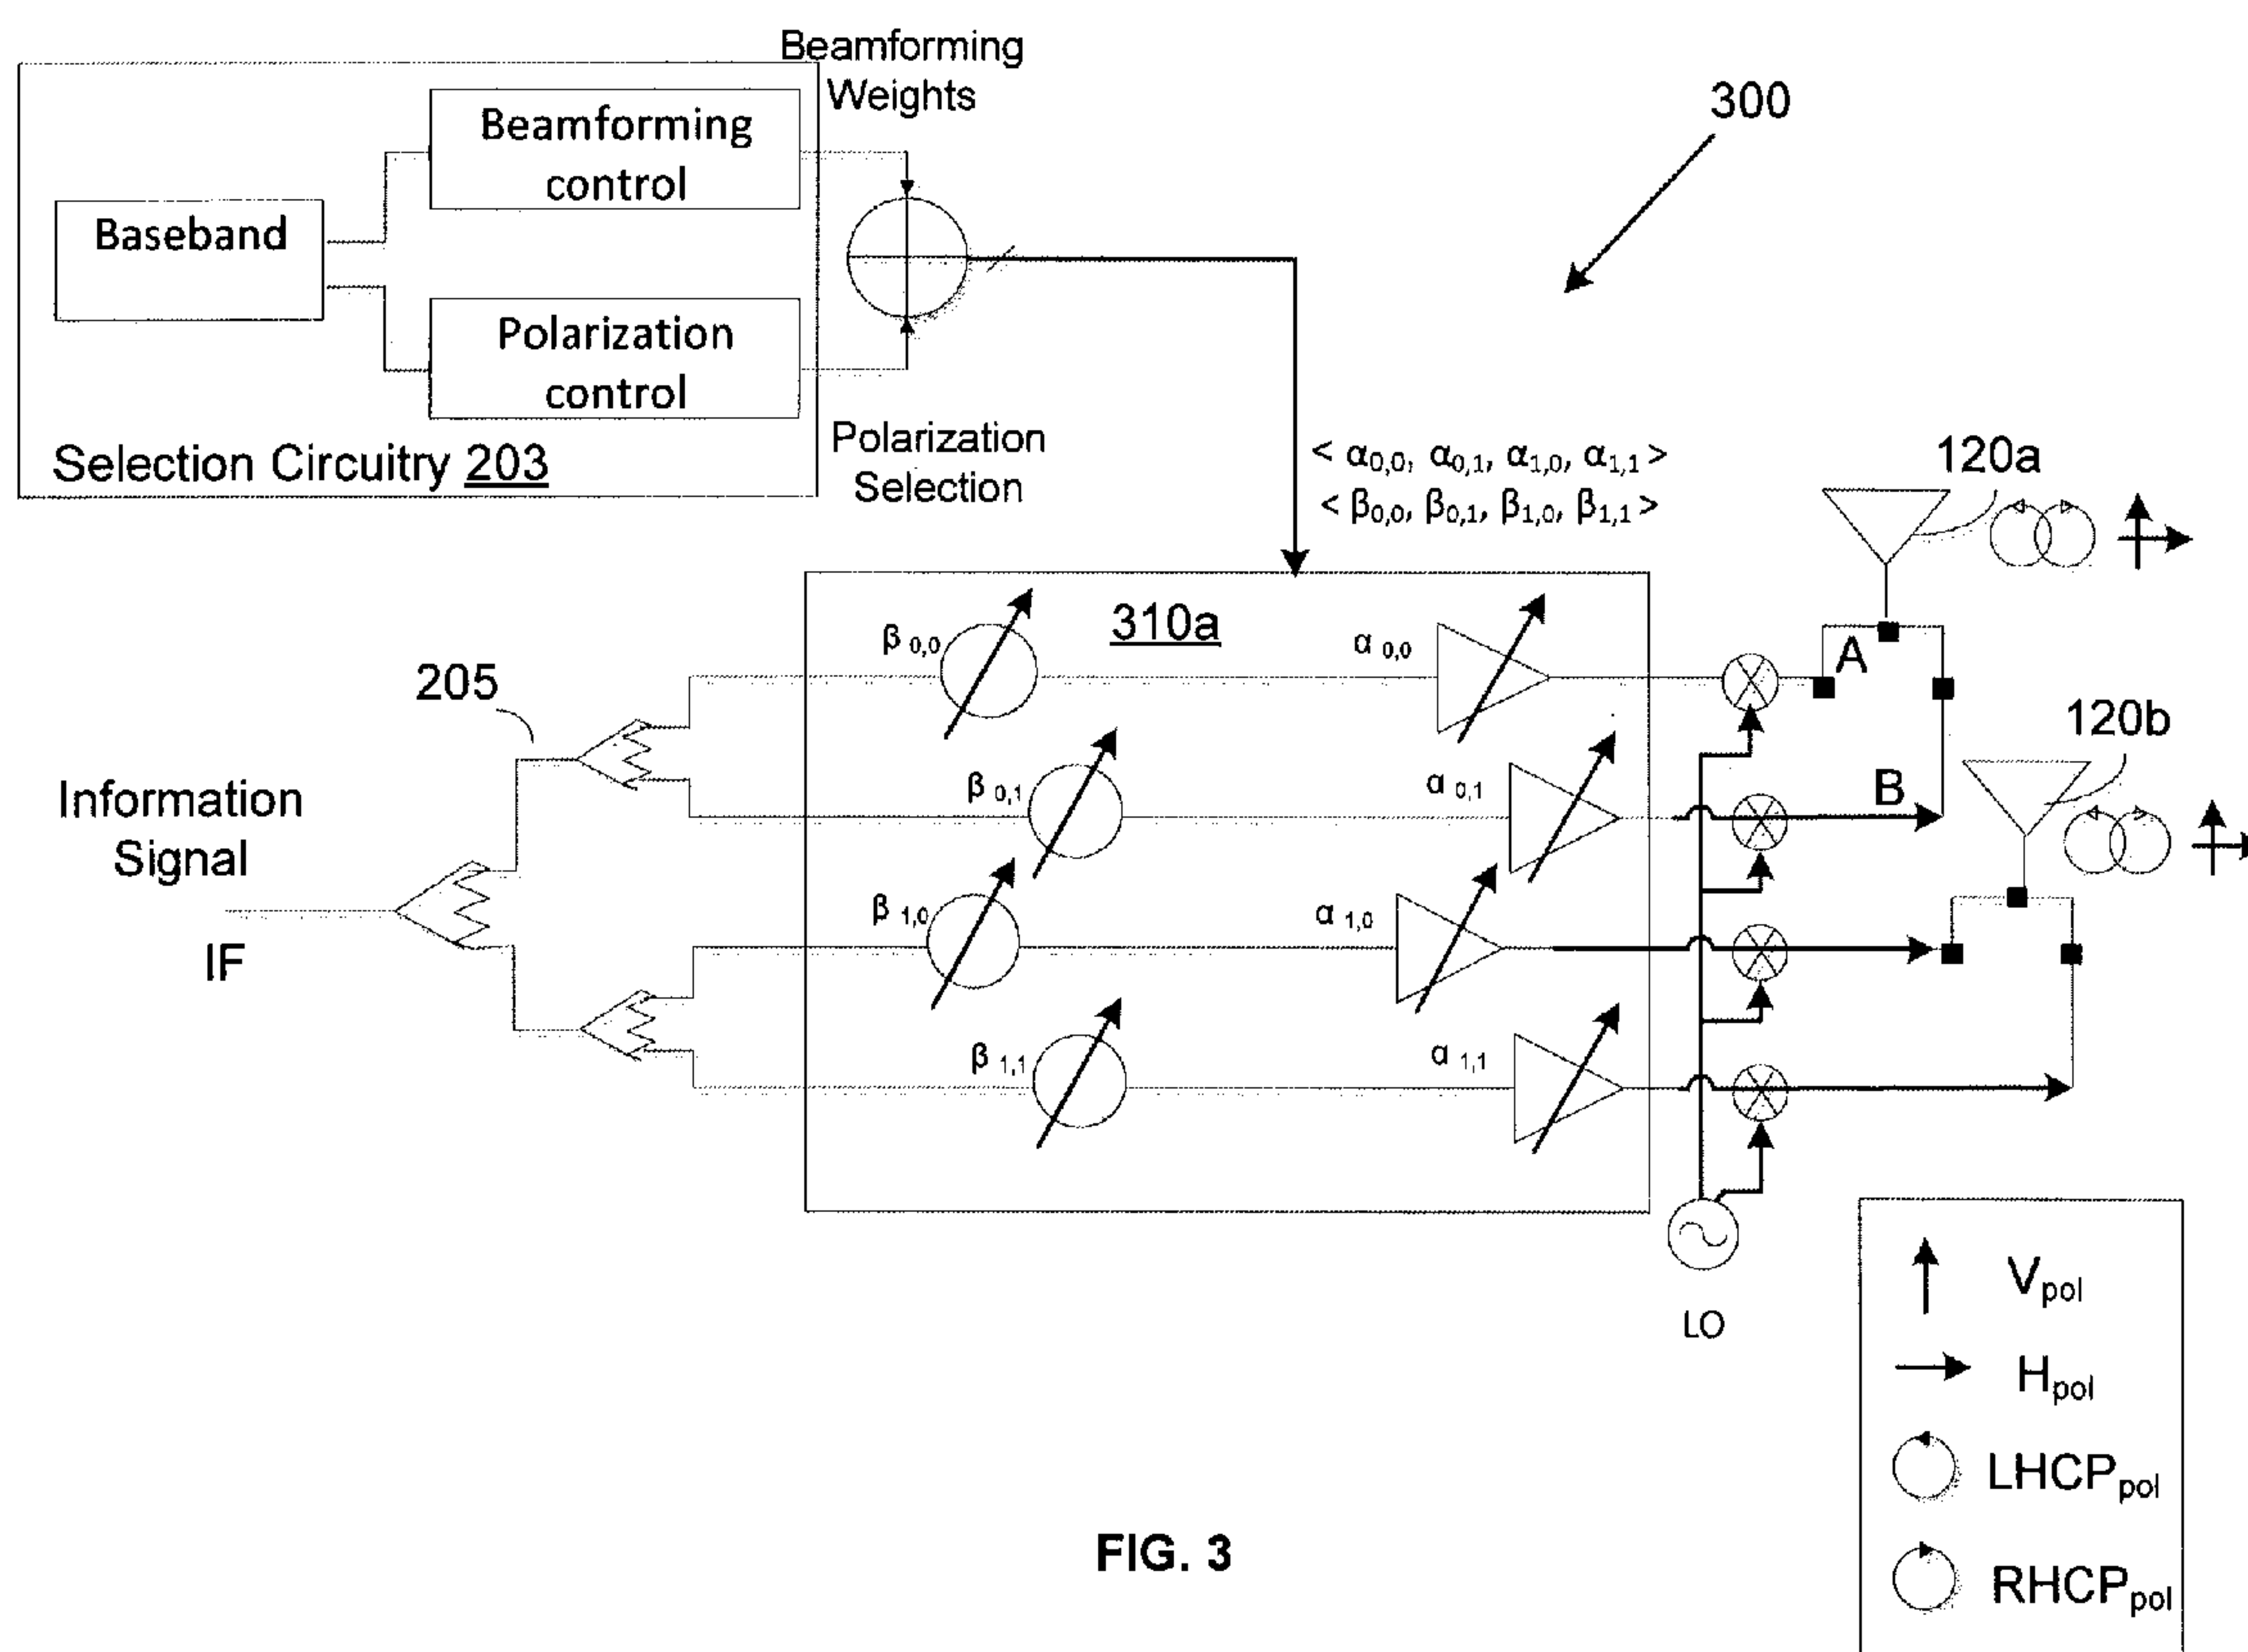 Beamforming
Weights
300
Beamforming
control
Baseband
Polarization
control
Selection Circuitry 203
Polarization
Selection
< α0,0, α0,1, α1,0, α1,1 >
< β0,0, β0,1, β1,0, β1,1 >
120a
310a
β 0,0
α 0,0
A
205
120b
β 0,1
α 0,1
B
Information
Signal
IF
β 1,0
α 1,0
β 1,1
α 1,1
LO
Vpol
Hpol
LHCPpol
RHCPpol
FIG. 3